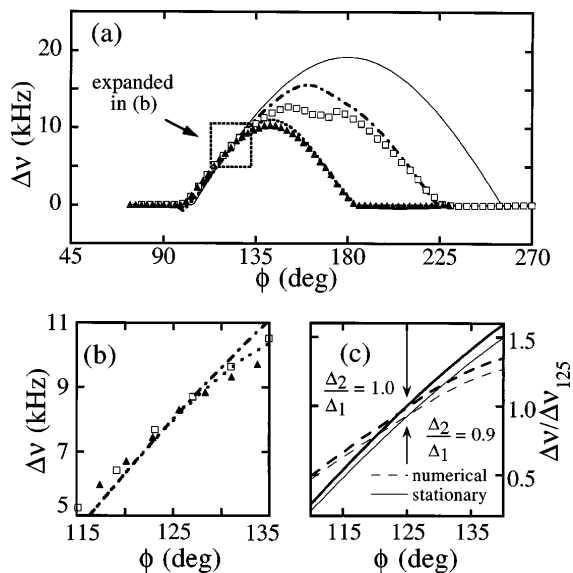 (a)
20
10
0
Δν (kHz)
expanded
in (b)
45 90 135 180 225 270
ϕ (deg)
(b)
11
9
7
5
Δν (kHz)
115 125 135
ϕ (deg)
(c)
Δ2/Δ1 = 1.0
Δ2/Δ1 = 0.9
numerical
stationary
1.5
1.0
0.5
Δν/Δν125
115 125 135
ϕ (deg)